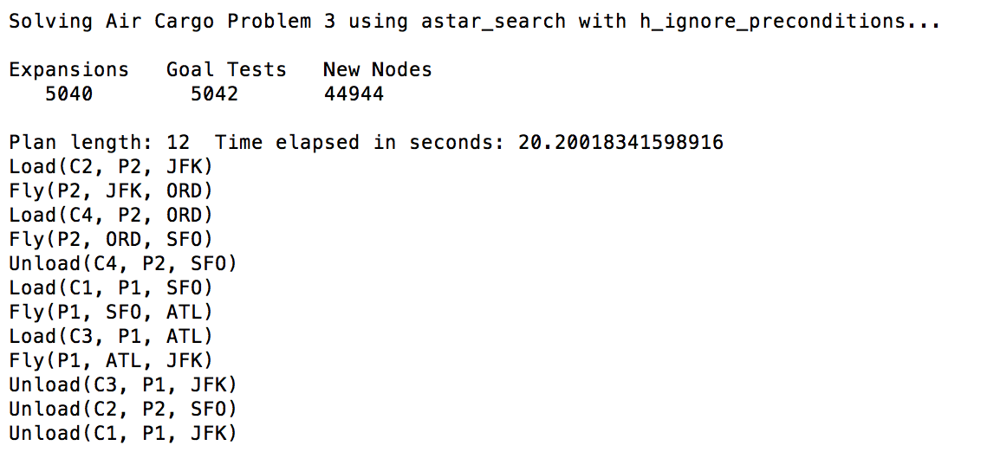 Solving Air Cargo Problem 3 using astar_search with h_ignore_preconditions...
Expansions   Goal Tests   New Nodes
5040        5042       44944
Plan length: 12  Time elapsed in seconds: 20.20018341598916
Load(C2, P2, JFK)
Fly(P2, JFK, ORD)
Load(C4, P2, ORD)
Fly(P2, ORD, SFO)
Unload(C4, P2, SFO)
Load(C1, P1, SFO)
Fly(P1, SFO, ATL)
Load(C3, P1, ATL)
Fly(P1, ATL, JFK)
Unload(C3, P1, JFK)
Unload(C2, P2, SFO)
Unload(C1, P1, JFK)